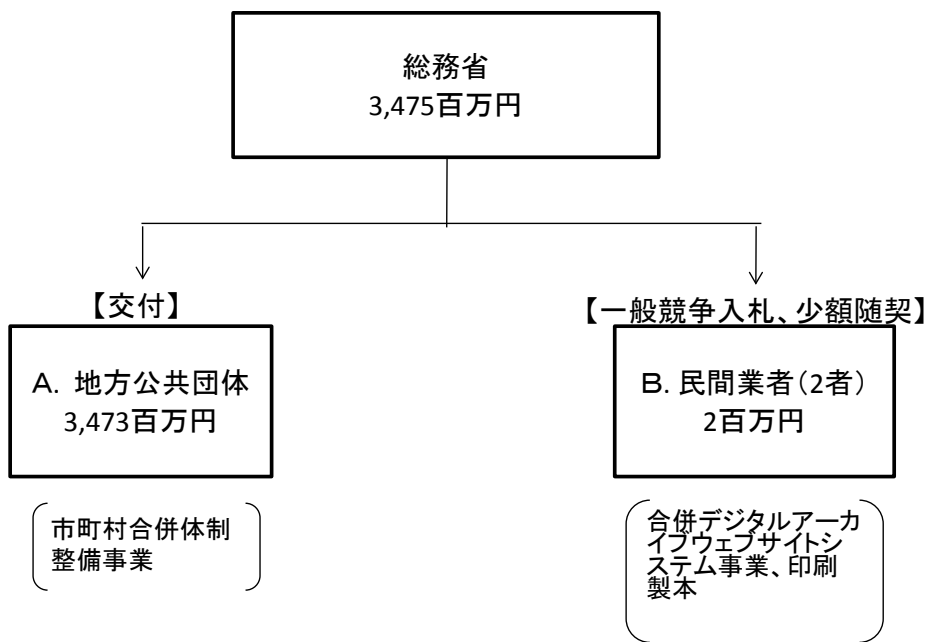 総務省
3,475百万円
【交付】
A. 地方公共団体
3,473百万円
市町村合併体制
整備事業
【一般競争入札、少額随契】
B. 民間業者(2者)
2百万円
合併デジタルアーカ
イブウェブサイトシ
ステム事業、印刷
製本